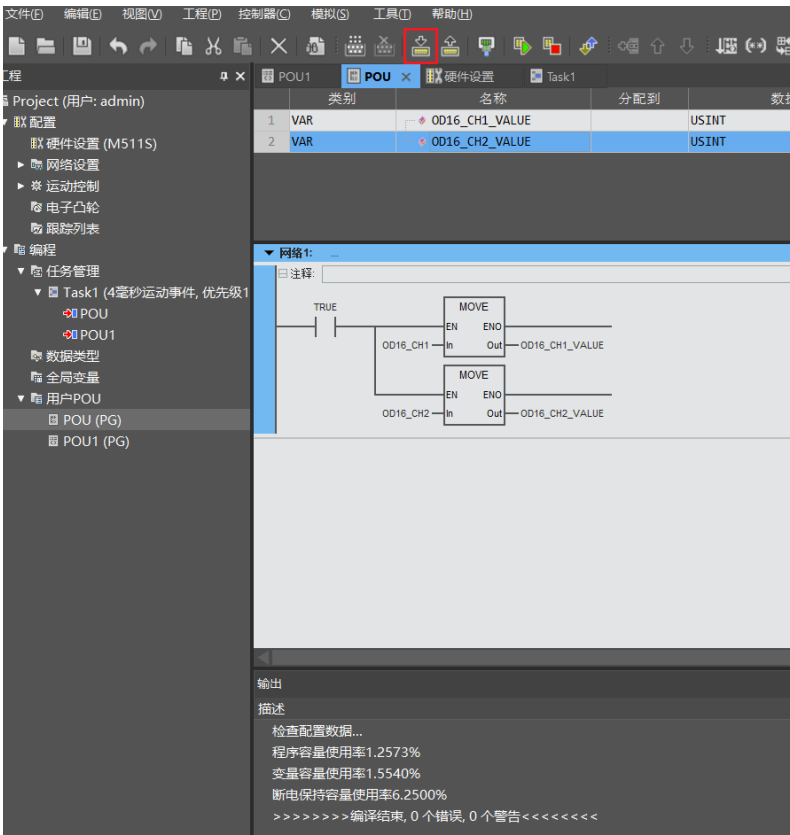 文件(F) 编辑(E) 视图(V) 工程(P) 控制器(C) 模拟(S) 工具(T) 帮助(H)
程
POU1 POU 硬件设置 Task1
Project (用户: admin)
配置
硬件设置 (M511S)
网络设置
运动控制
电子凸轮
跟踪列表
编程
任务管理
Task1 (4毫秒运动事件, 优先级1
POU
POU1
数据类型
全局变量
用户POU
POU (PG)
POU1 (PG)
类别 名称 分配到 数据
1 VAR OD16_CH1_VALUE USINT
2 VAR OD16_CH2_VALUE USINT
网络1: ...
注释:
TRUE
MOVE
EN ENO
OD16_CH1 In Out OD16_CH1_VALUE
MOVE
EN ENO
OD16_CH2 In Out OD16_CH2_VALUE
输出
描述
检查配置数据...
程序容量使用率1.2573%
变量容量使用率1.5540%
断电保持容量使用率6.2500%
>>>>>>>>编译结束, 0 个错误, 0 个警告<<<<<<<<